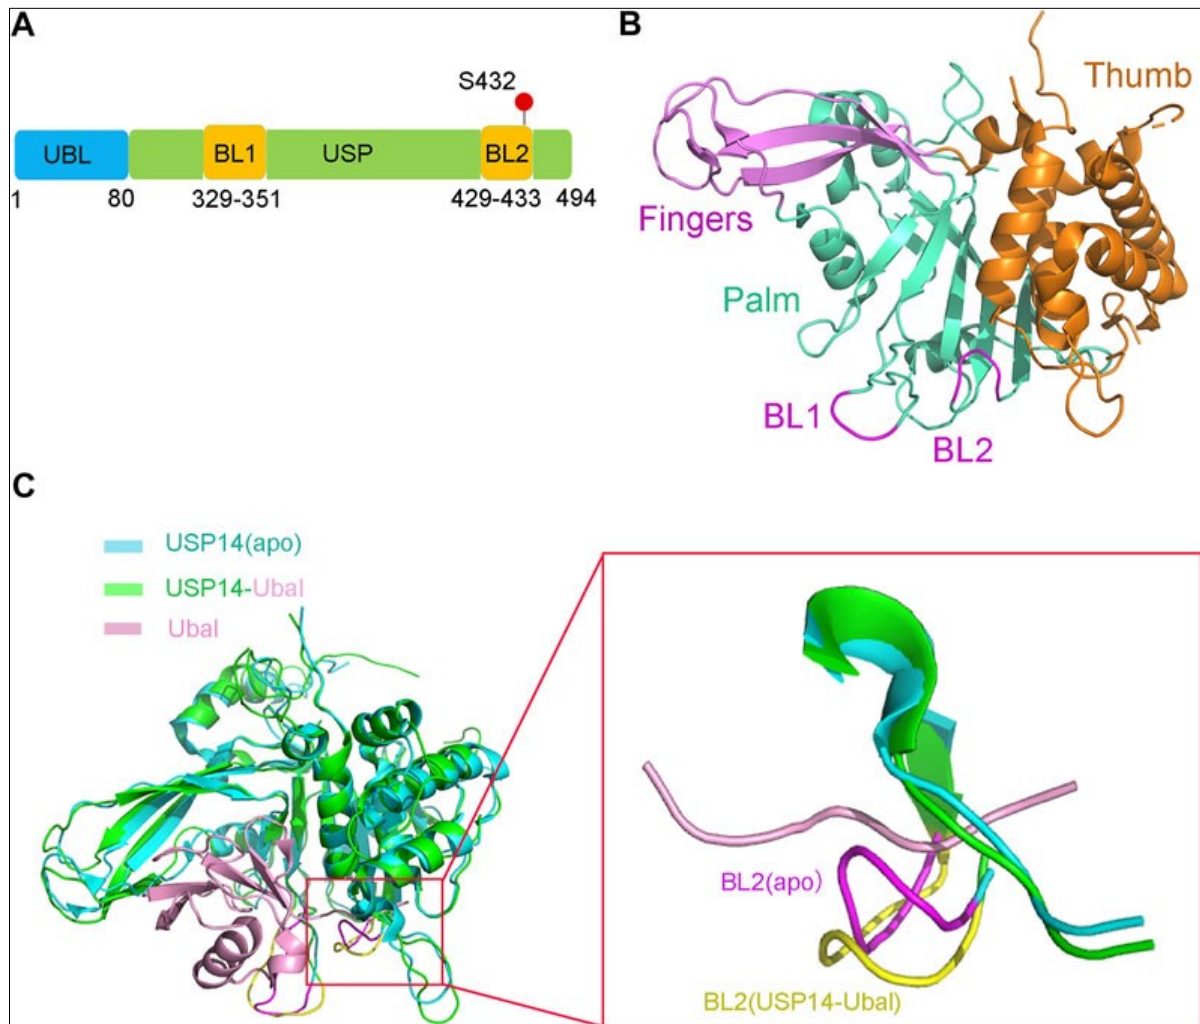 A
S432
UBL
BL1
USP
BL2
1
80
329-351
429-433
494
B
Thumb
Fingers
Palm
BL1
BL2
C
USP14(apo)
USP14-Ubal
Ubal
BL2(apo)
BL2(USP14-Ubal)